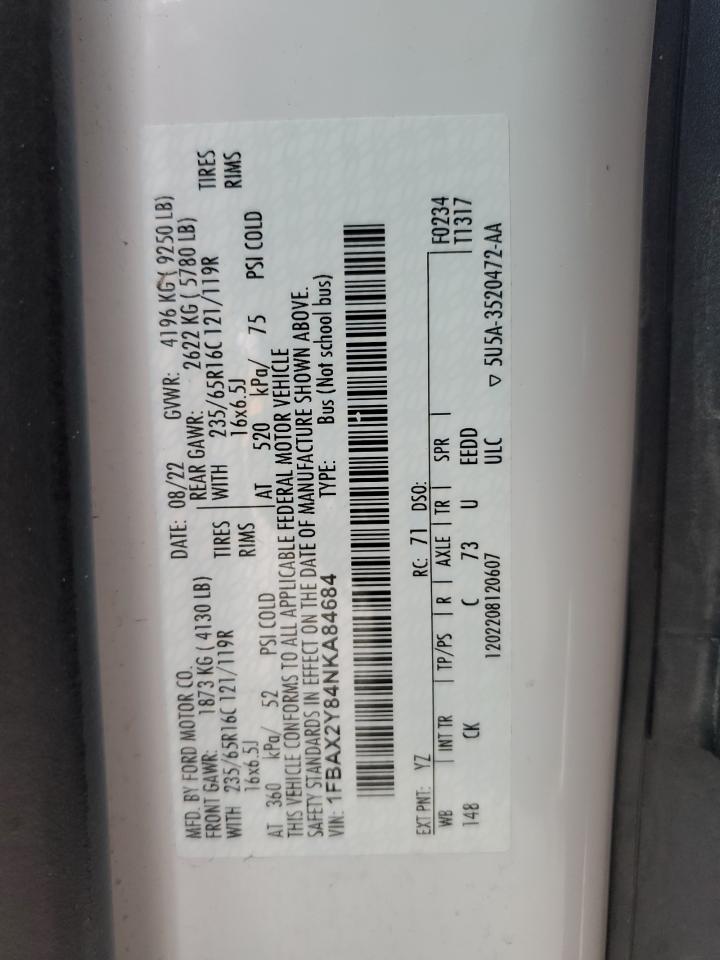 MFD. BY FORD MOTOR CO. DATE: 08/22 GVWR: 4196 KG ( 9250 LB)
FRONT GAWR: 1873 KG ( 4130 LB) REAR GAWR: 2622 KG ( 5780 LB)
WITH 235/65R16C 121/119R TIRES WITH 235/65R16C 121/119R TIRES
16x6.5J RIMS 16x6.5J RIMS
AT 360 kPa/ 52 PSI COLD AT 520 kPa/ 75 PSI COLD
THIS VEHICLE CONFORMS TO ALL APPLICABLE FEDERAL MOTOR VEHICLE
SAFETY STANDARDS IN EFFECT ON THE DATE OF MANUFACTURE SHOWN ABOVE.
VIN: 1FBAX2Y84NKA84684 TYPE: Bus (Not school bus)
EXT PNT: YZ RC: 71 DSO: F0234
WB INT TR TP/PS R AXLE TR SPR T1317
148 CK C 73 U EEDD
1202208120607 ULC ▽ 5U5A-3520472-AA